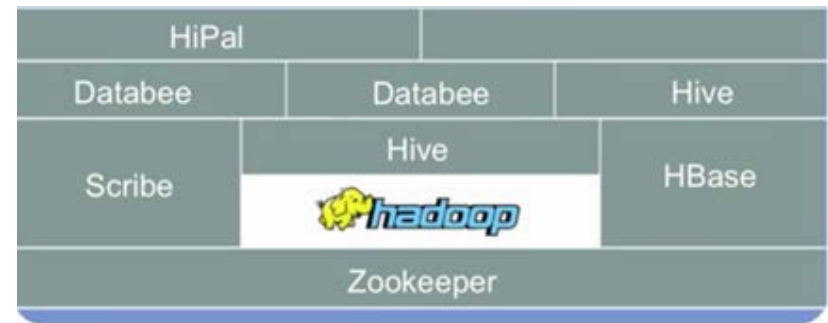 HiPal
Databee Databee Hive
Hive
Scribe HBase
hadoop
Zookeeper